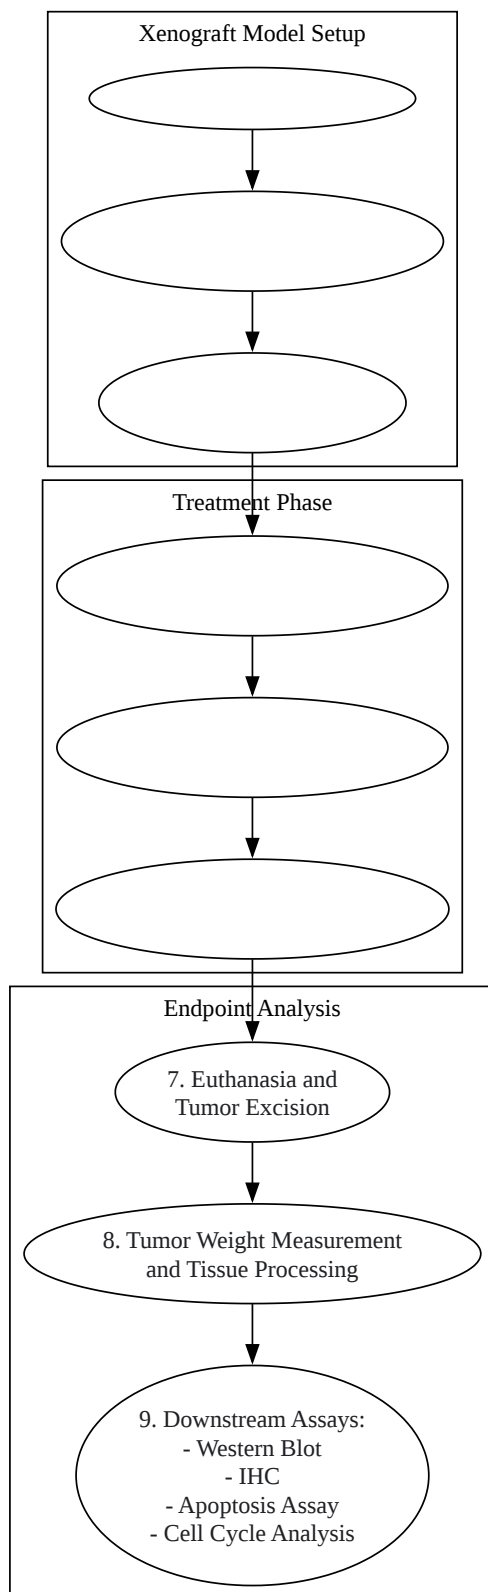 Xenograft Model Setup
Treatment Phase
Endpoint Analysis
7. Euthanasia and
Tumor Excision
8. Tumor Weight Measurement
and Tissue Processing
9. Downstream Assays:
- Western Blot
- IHC
- Apoptosis Assay
- Cell Cycle Analysis